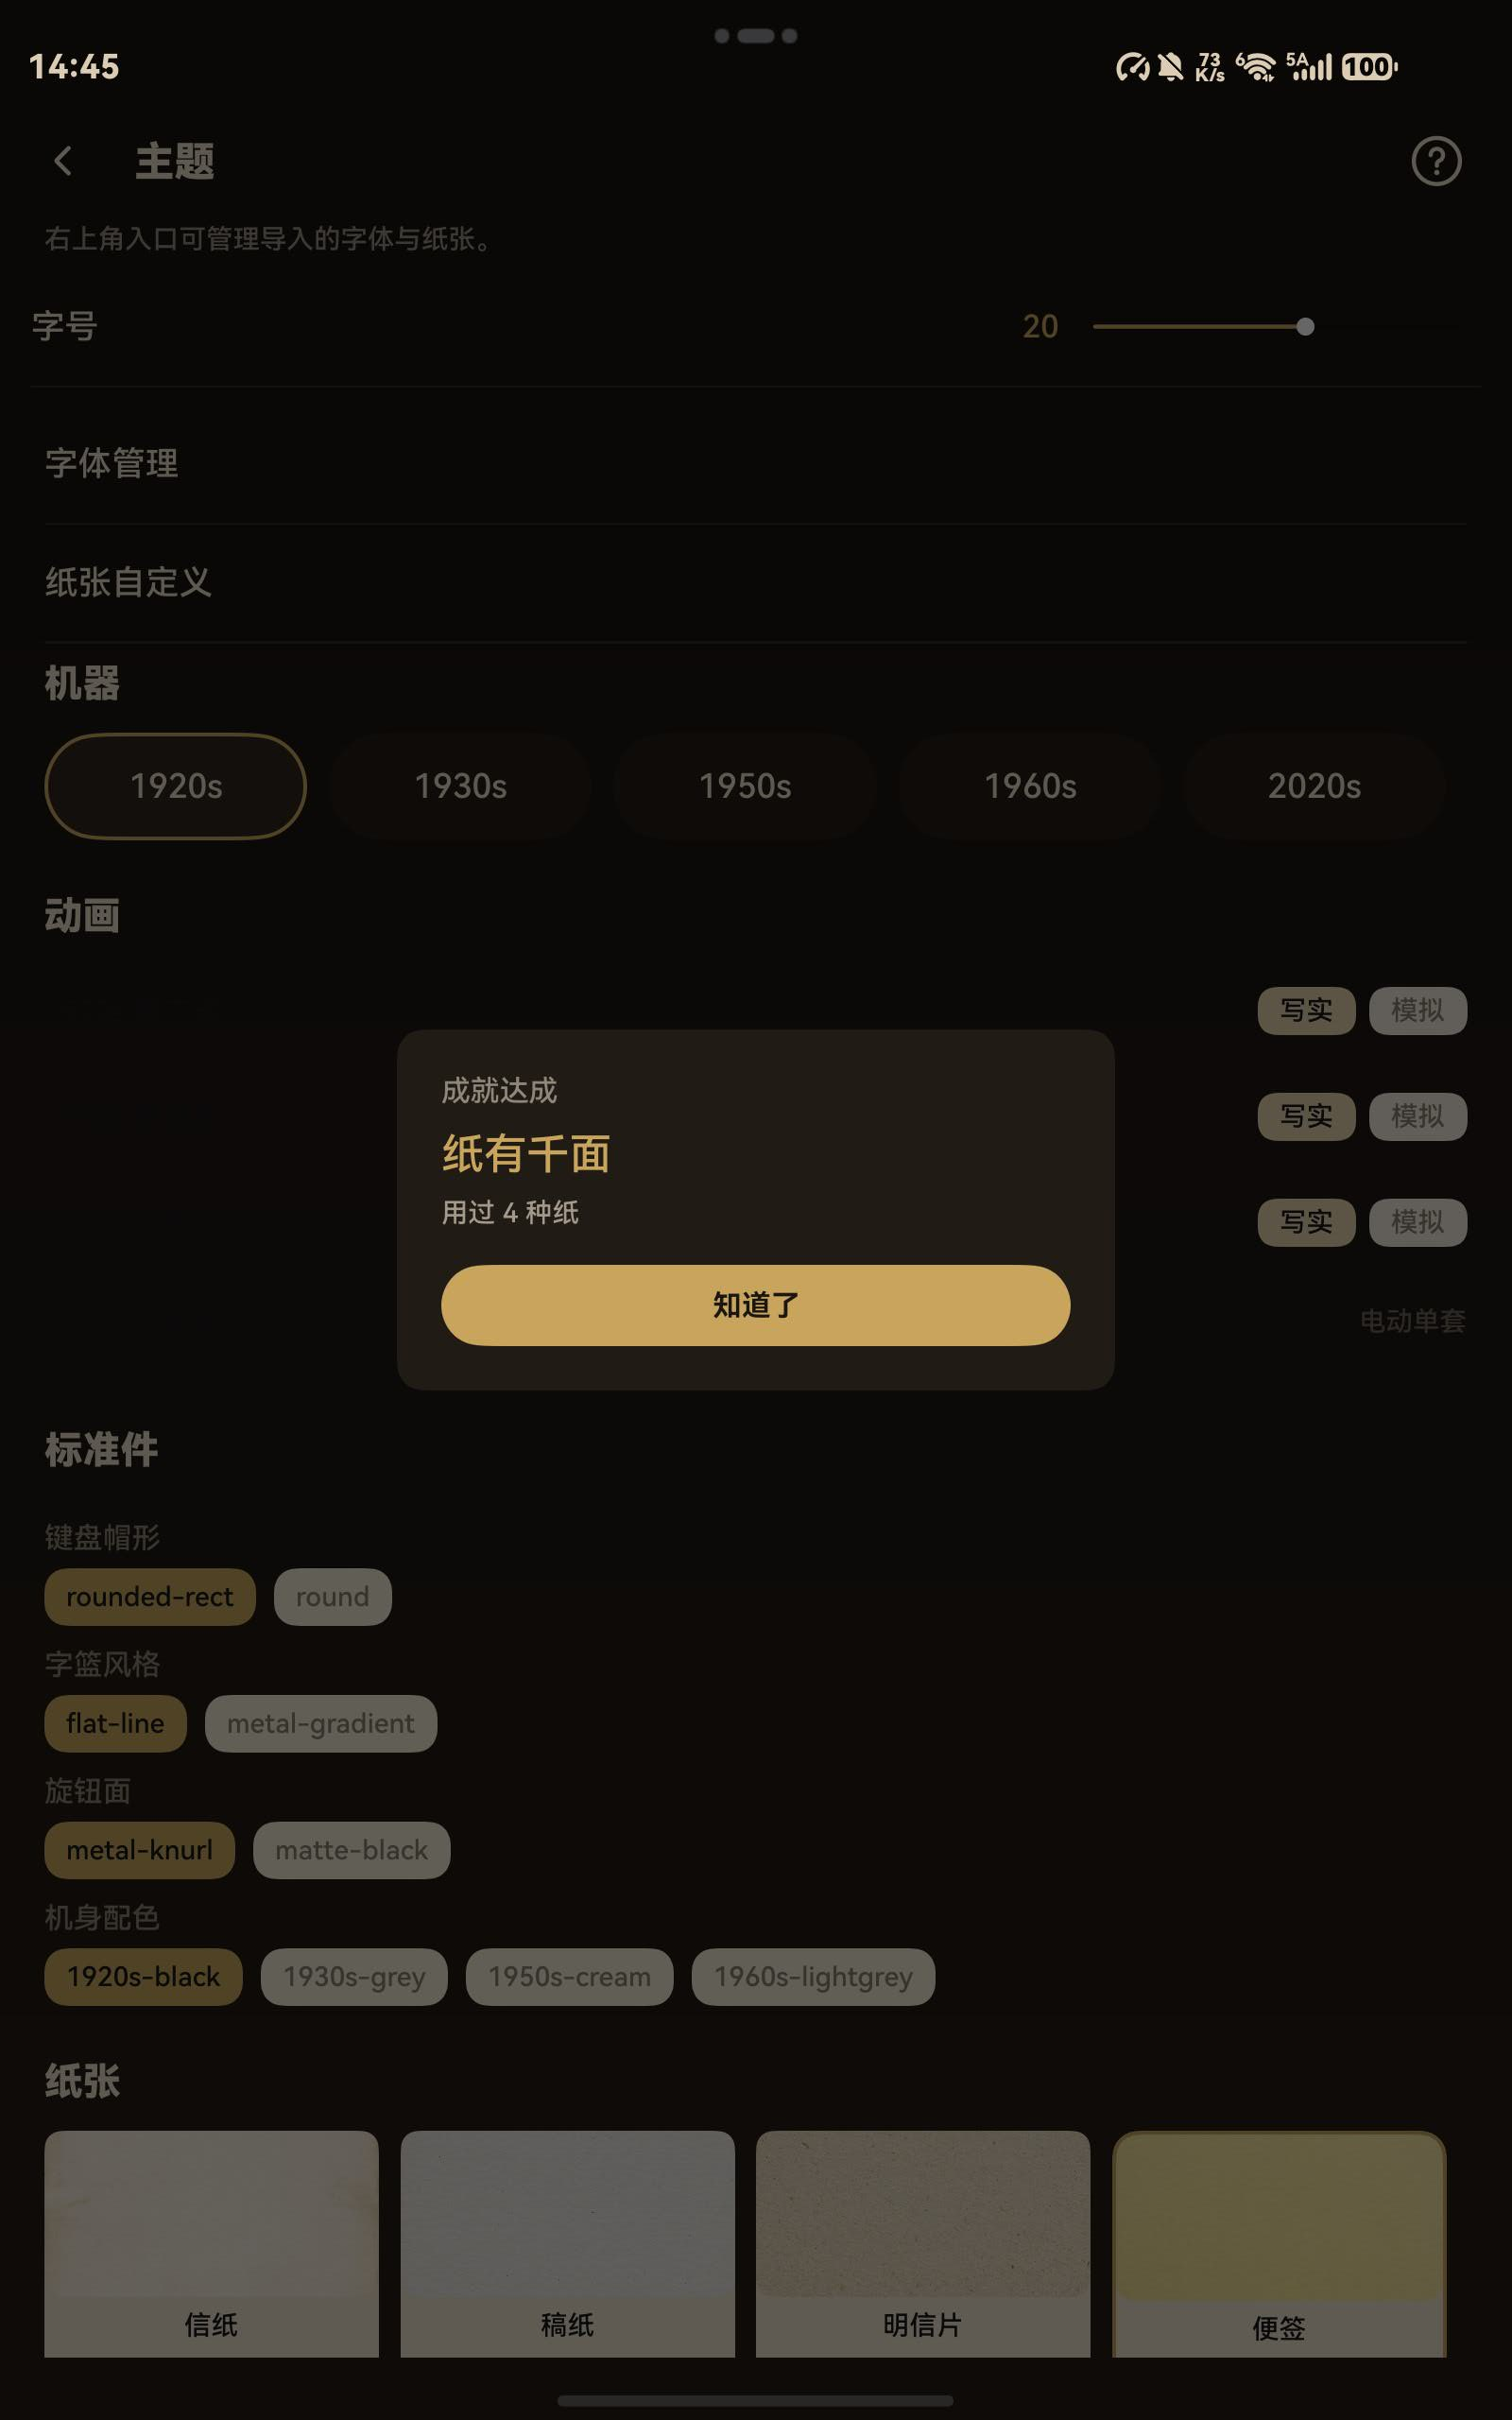 14:45
73 K/s 6 5A 100
主题
右上角入口可管理导入的字体与纸张。
字号 20
字体管理
纸张自定义
机器
1920s 1930s 1950s 1960s 2020s
动画
写实 模拟
成就达成
纸有千面
用过 4 种纸
知道了
写实 模拟
写实 模拟
电动单套
标准件
键盘帽形
rounded-rect round
字篮风格
flat-line metal-gradient
旋钮面
metal-knurl matte-black
机身配色
1920s-black 1930s-grey 1950s-cream 1960s-lightgrey
纸张
信纸 稿纸 明信片 便签